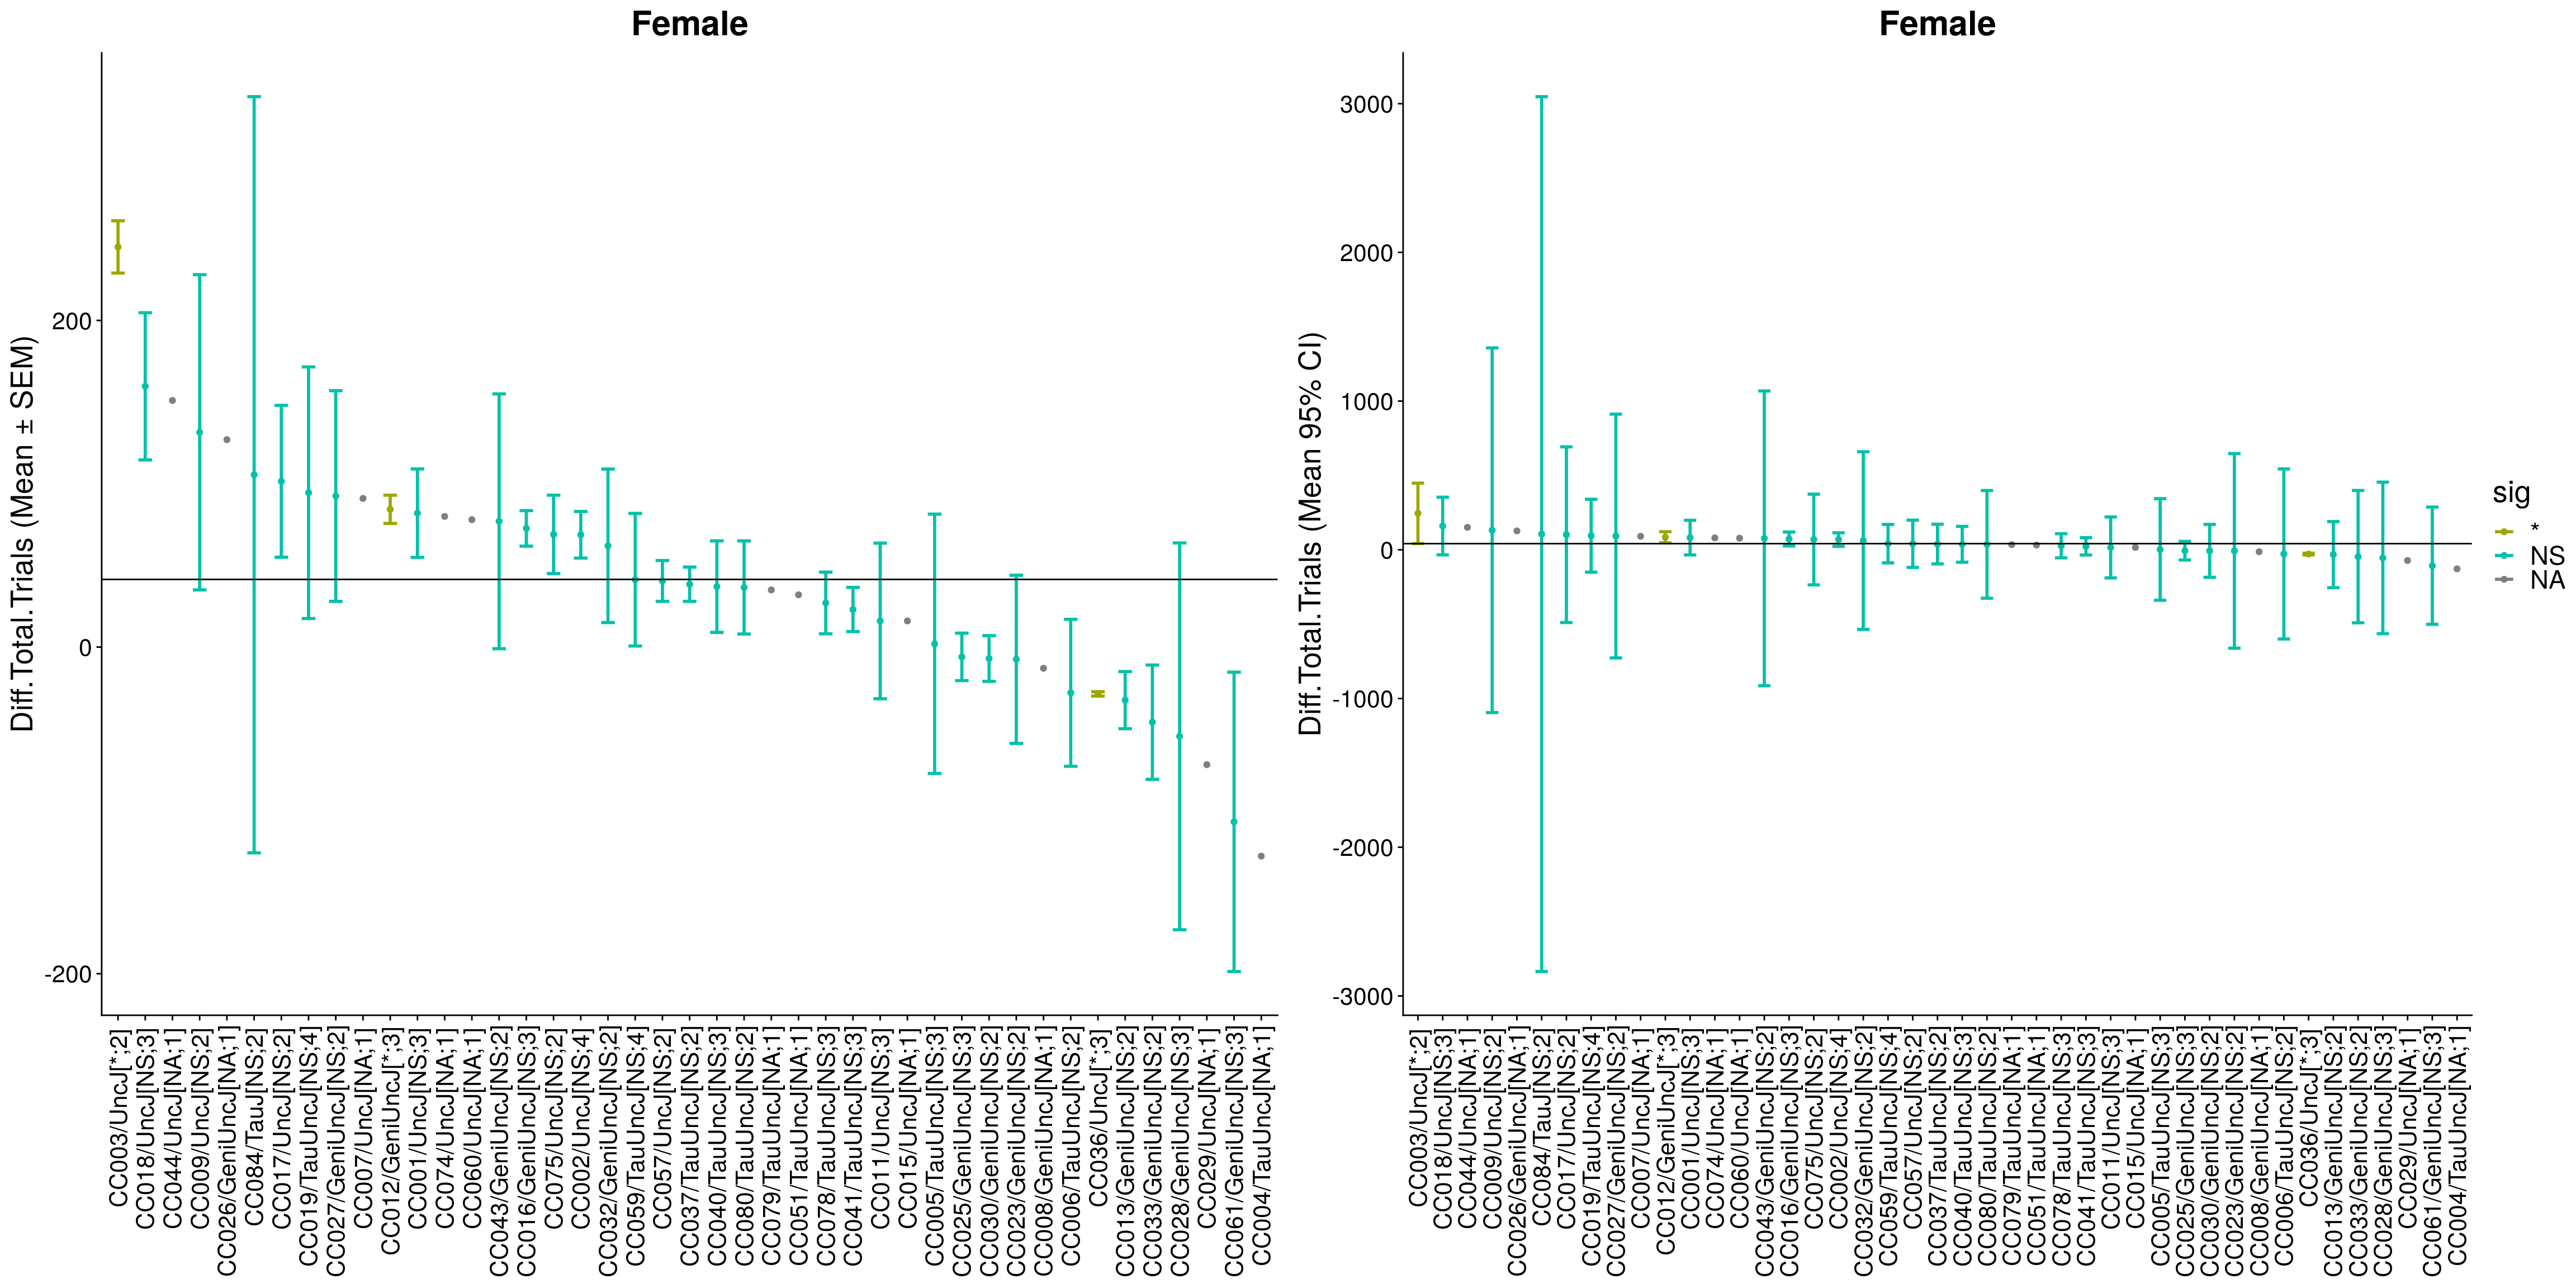 Female
Diff.Total.Trials (Mean ± SEM)
200
0
-200
CC003/UncJ[*;2]
CC018/UncJ[NS;3]
CC044/UncJ[NA;1]
CC009/UncJ[NS;2]
CC026/GeniUncJ[NA;1]
CC084/TauJ[NS;2]
CC017/UncJ[NS;2]
CC019/TauUncJ[NS;4]
CC027/GeniUncJ[NS;2]
CC007/UncJ[NA;1]
CC012/GeniUncJ[*;3]
CC001/UncJ[NS;3]
CC074/UncJ[NA;1]
CC060/UncJ[NA;1]
CC043/GeniUncJ[NS;2]
CC016/GeniUncJ[NS;3]
CC075/UncJ[NS;2]
CC002/UncJ[NS;4]
CC032/GeniUncJ[NS;2]
CC059/TauUncJ[NS;4]
CC057/UncJ[NS;2]
CC037/TauUncJ[NS;2]
CC040/TauUncJ[NS;3]
CC080/TauUncJ[NS;2]
CC079/TauUncJ[NA;1]
CC051/TauUncJ[NA;1]
CC078/TauUncJ[NS;3]
CC041/TauUncJ[NS;3]
CC011/UncJ[NS;3]
CC015/UncJ[NA;1]
CC005/TauUncJ[NS;3]
CC025/GeniUncJ[NS;3]
CC030/GeniUncJ[NS;2]
CC023/GeniUncJ[NS;2]
CC008/GeniUncJ[NA;1]
CC006/TauUncJ[NS;2]
CC036/UncJ[*;3]
CC013/GeniUncJ[NS;2]
CC033/GeniUncJ[NS;2]
CC028/GeniUncJ[NS;3]
CC029/UncJ[NA;1]
CC061/GeniUncJ[NS;3]
CC004/TauUncJ[NA;1]
Female
Diff.Total.Trials (Mean 95% CI)
3000
2000
1000
0
-1000
-2000
-3000
CC003/UncJ[*;2]
CC018/UncJ[NS;3]
CC044/UncJ[NA;1]
CC009/UncJ[NS;2]
CC026/GeniUncJ[NA;1]
CC084/TauJ[NS;2]
CC017/UncJ[NS;2]
CC019/TauUncJ[NS;4]
CC027/GeniUncJ[NS;2]
CC007/UncJ[NA;1]
CC012/GeniUncJ[*;3]
CC001/UncJ[NS;3]
CC074/UncJ[NA;1]
CC060/UncJ[NA;1]
CC043/GeniUncJ[NS;2]
CC016/GeniUncJ[NS;3]
CC075/UncJ[NS;2]
CC002/UncJ[NS;4]
CC032/GeniUncJ[NS;2]
CC059/TauUncJ[NS;4]
CC057/UncJ[NS;2]
CC037/TauUncJ[NS;2]
CC040/TauUncJ[NS;3]
CC080/TauUncJ[NS;2]
CC079/TauUncJ[NA;1]
CC051/TauUncJ[NA;1]
CC078/TauUncJ[NS;3]
CC041/TauUncJ[NS;3]
CC011/UncJ[NS;3]
CC015/UncJ[NA;1]
CC005/TauUncJ[NS;3]
CC025/GeniUncJ[NS;3]
CC030/GeniUncJ[NS;2]
CC023/GeniUncJ[NS;2]
CC008/GeniUncJ[NA;1]
CC006/TauUncJ[NS;2]
CC036/UncJ[*;3]
CC013/GeniUncJ[NS;2]
CC033/GeniUncJ[NS;2]
CC028/GeniUncJ[NS;3]
CC029/UncJ[NA;1]
CC061/GeniUncJ[NS;3]
CC004/TauUncJ[NA;1]
sig
*
NS
NA